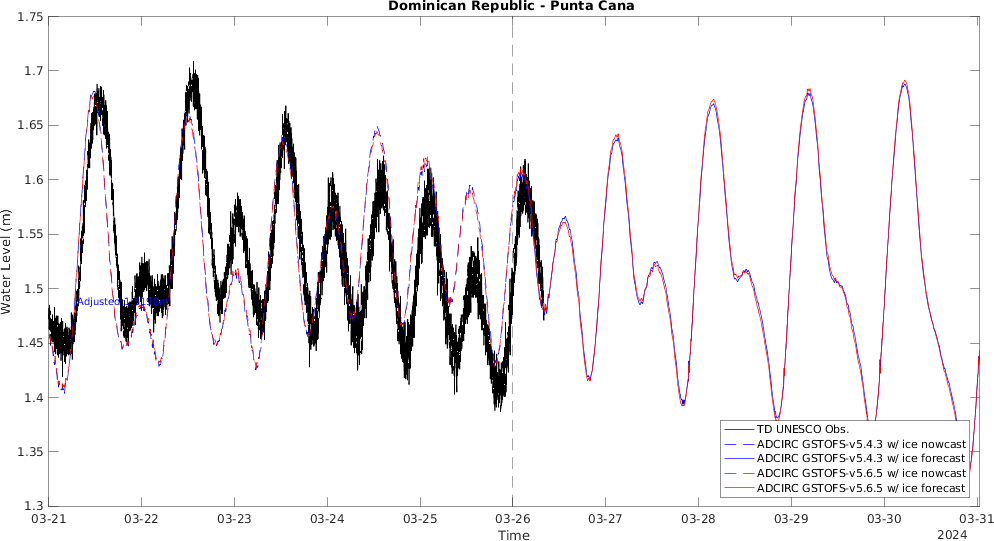 Dominican Republic - Punta Cana
Water Level (m)
1.75
1.7
1.65
1.6
1.55
1.5
1.45
1.4
1.35
1.3
(Adjusted
TD UNESCO Obs.
ADCIRC GSTOFS-v5.4.3 w/ ice nowcast
ADCIRC GSTOFS-v5.4.3 w/ ice forecast
ADCIRC GSTOFS-v5.6.5 w/ ice nowcast
ADCIRC GSTOFS-v5.6.5 w/ ice forecast
03-21 03-22 03-23 03-24 03-25 03-26 03-27 03-28 03-29 03-30 03-31
Time
2024